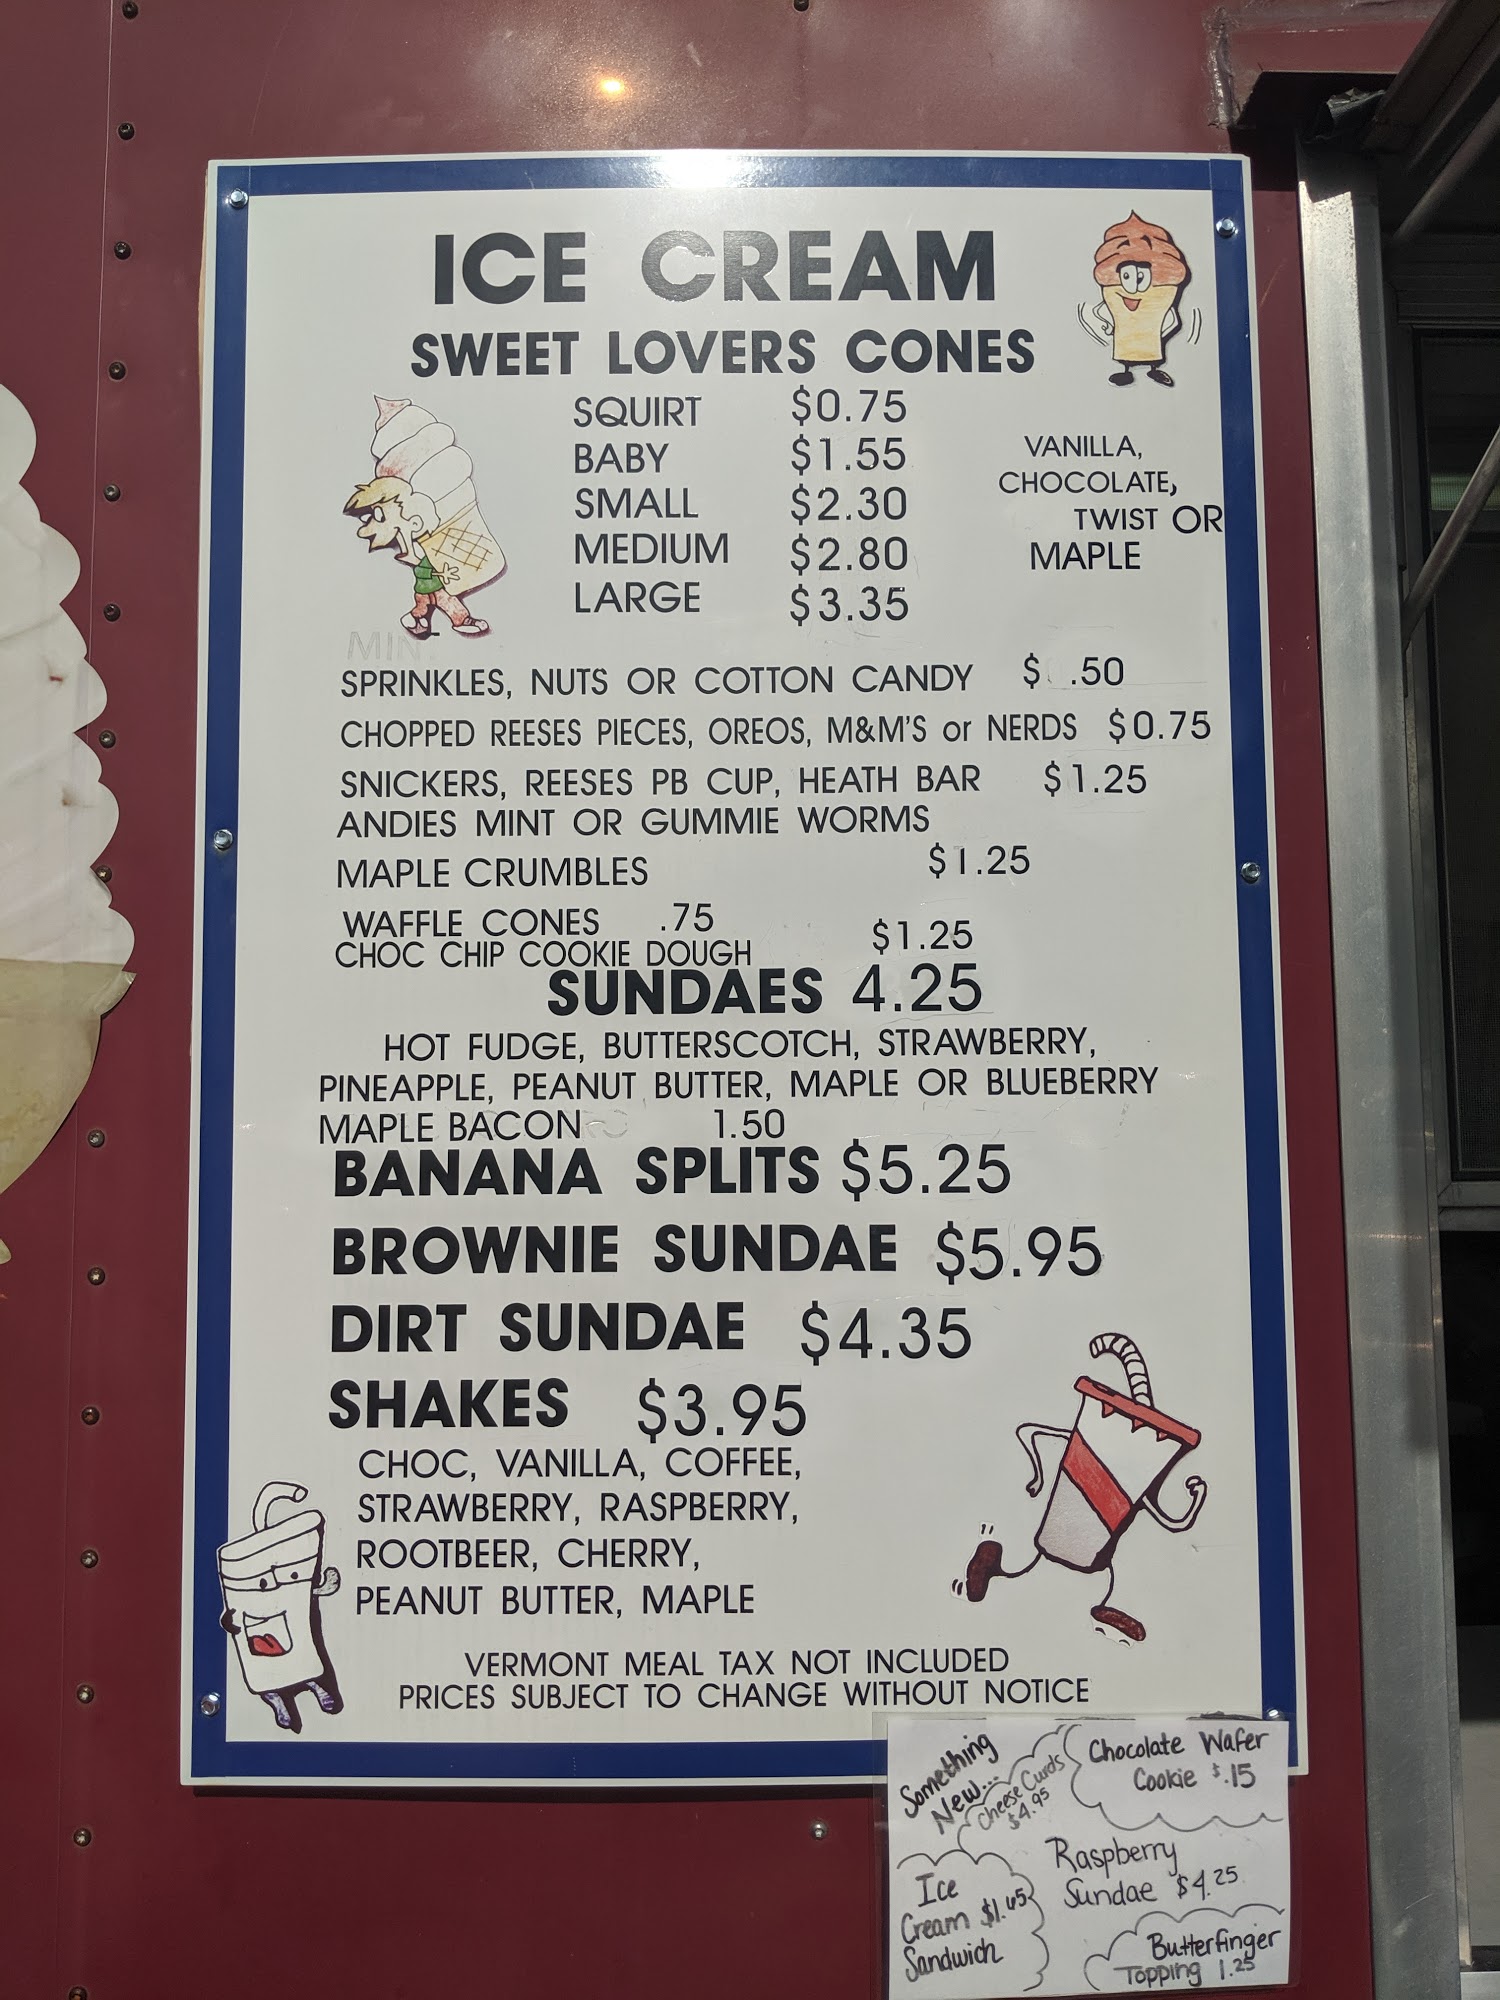 ICE CREAM
SWEET LOVERS CONES
SQUIRT $0.75
BABY $1.55
SMALL $2.30
MEDIUM $2.80
LARGE $3.35
VANILLA,
CHOCOLATE,
TWIST OR
MAPLE
MIN
SPRINKLES, NUTS OR COTTON CANDY $ .50
CHOPPED REESES PIECES, OREOS, M&M'S or NERDS $0.75
SNICKERS, REESES PB CUP, HEATH BAR $1.25
ANDIES MINT OR GUMMIE WORMS
MAPLE CRUMBLES $1.25
WAFFLE CONES .75
CHOC CHIP COOKIE DOUGH $1.25
SUNDAES 4.25
HOT FUDGE, BUTTERSCOTCH, STRAWBERRY,
PINEAPPLE, PEANUT BUTTER, MAPLE OR BLUEBERRY
MAPLE BACON 1.50
BANANA SPLITS $5.25
BROWNIE SUNDAE $5.95
DIRT SUNDAE $4.35
SHAKES $3.95
CHOC, VANILLA, COFFEE,
STRAWBERRY, RASPBERRY,
ROOTBEER, CHERRY,
PEANUT BUTTER, MAPLE
VERMONT MEAL TAX NOT INCLUDED
PRICES SUBJECT TO CHANGE WITHOUT NOTICE
Something
New...
Cheese Curds
$4.95
Chocolate Wafer
Cookie $.15
Raspberry
Sundae $4.25
Ice
Cream $1.65
Sandwich
Butterfinger
Topping 1.25